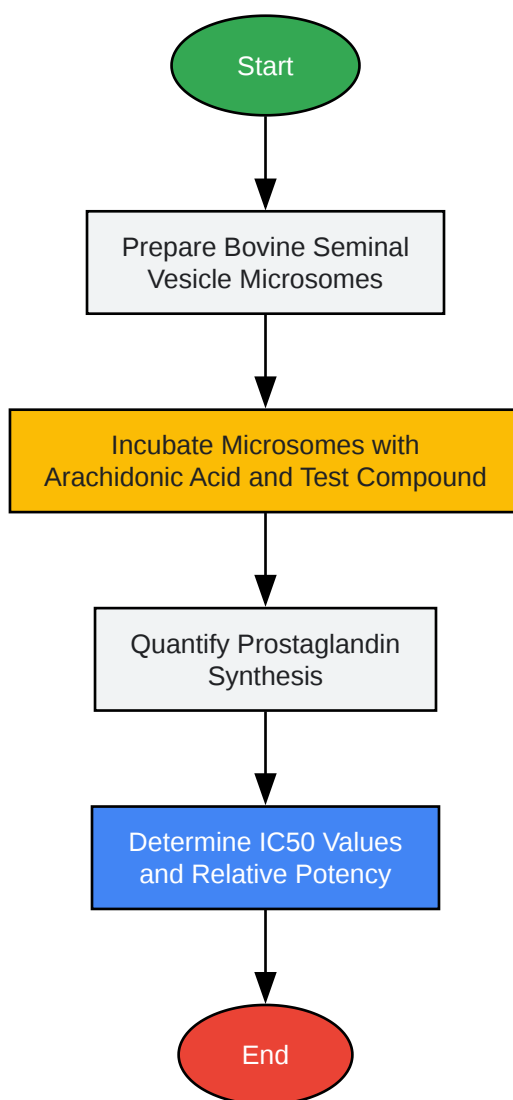 Start
Prepare Bovine Seminal
Vesicle Microsomes
Incubate Microsomes with
Arachidonic Acid and Test Compound
Quantify Prostaglandin
Synthesis
Determine IC50 Values
and Relative Potency
End